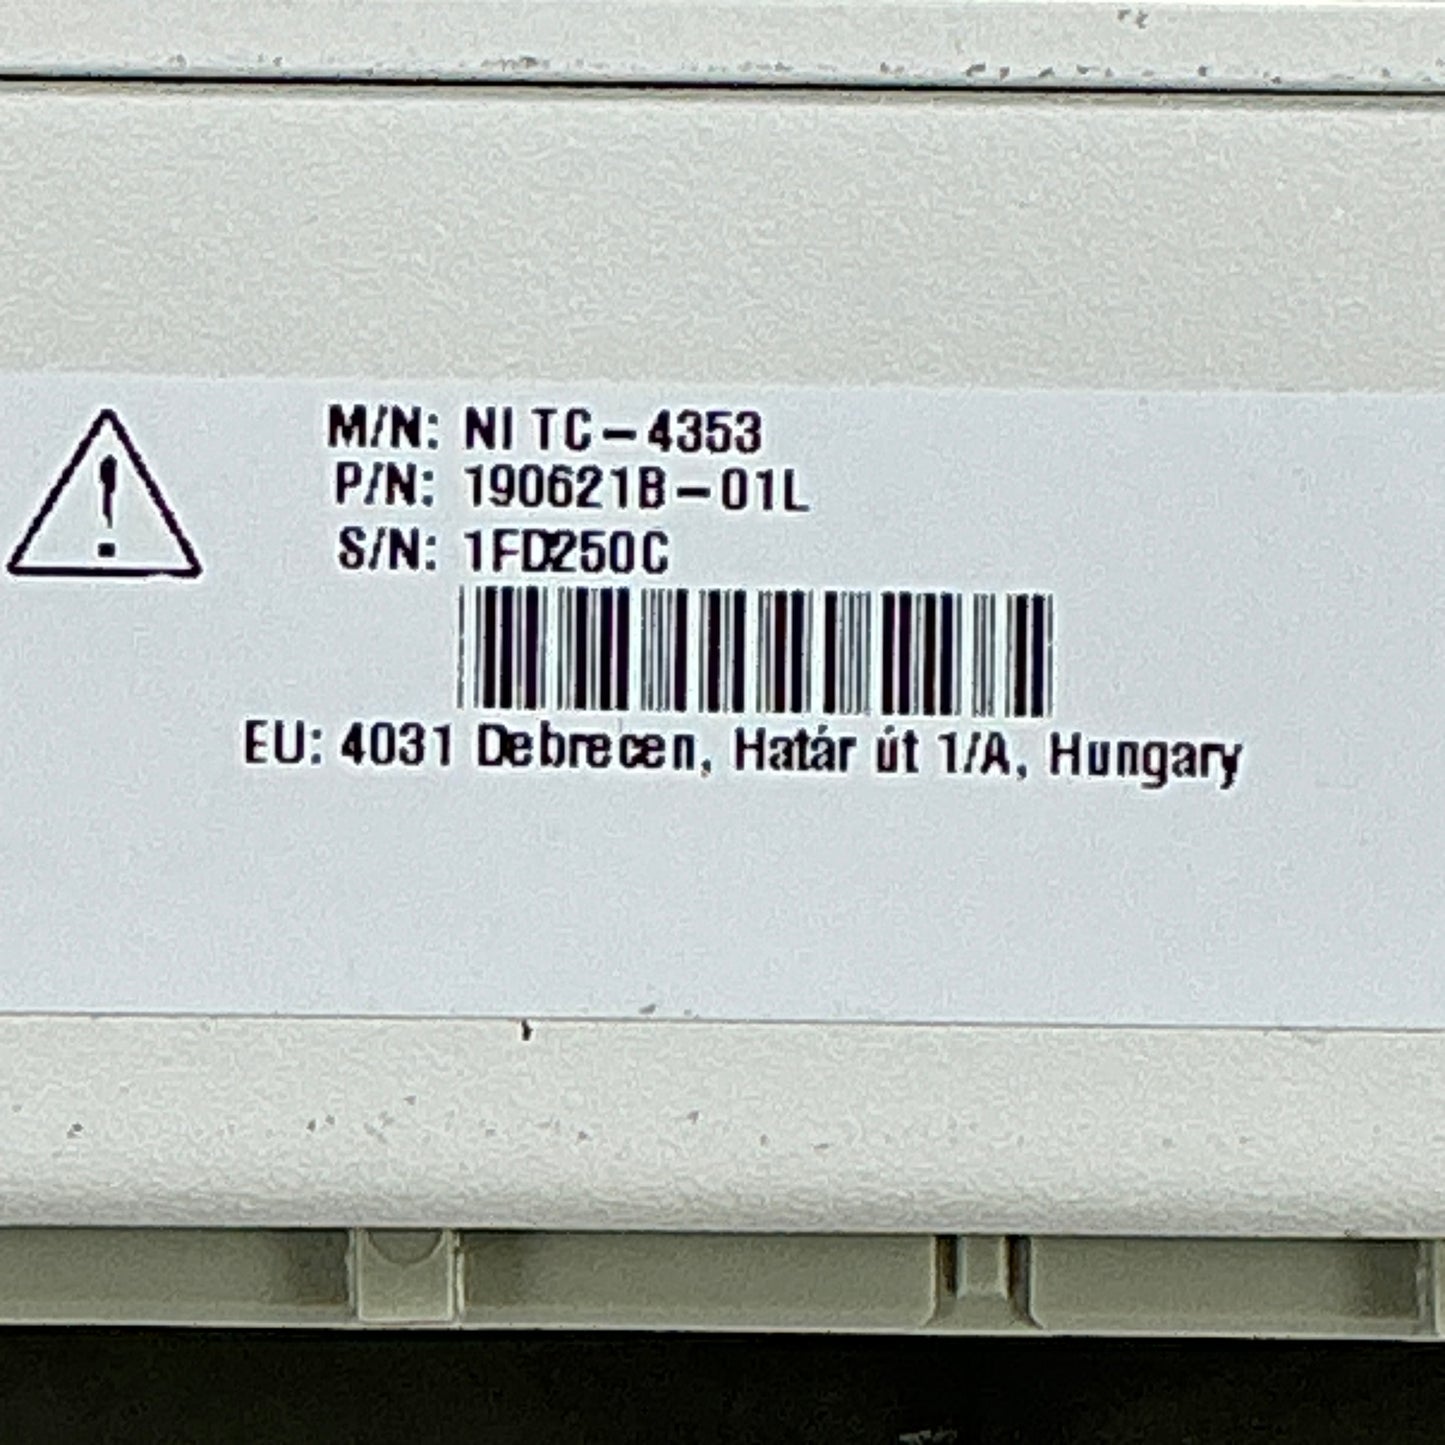 M/N: NI TC-4353
P/N: 190621B-01L
S/N: 1FD250C
EU: 4031 Debrecen, Határ út 1/A, Hungary